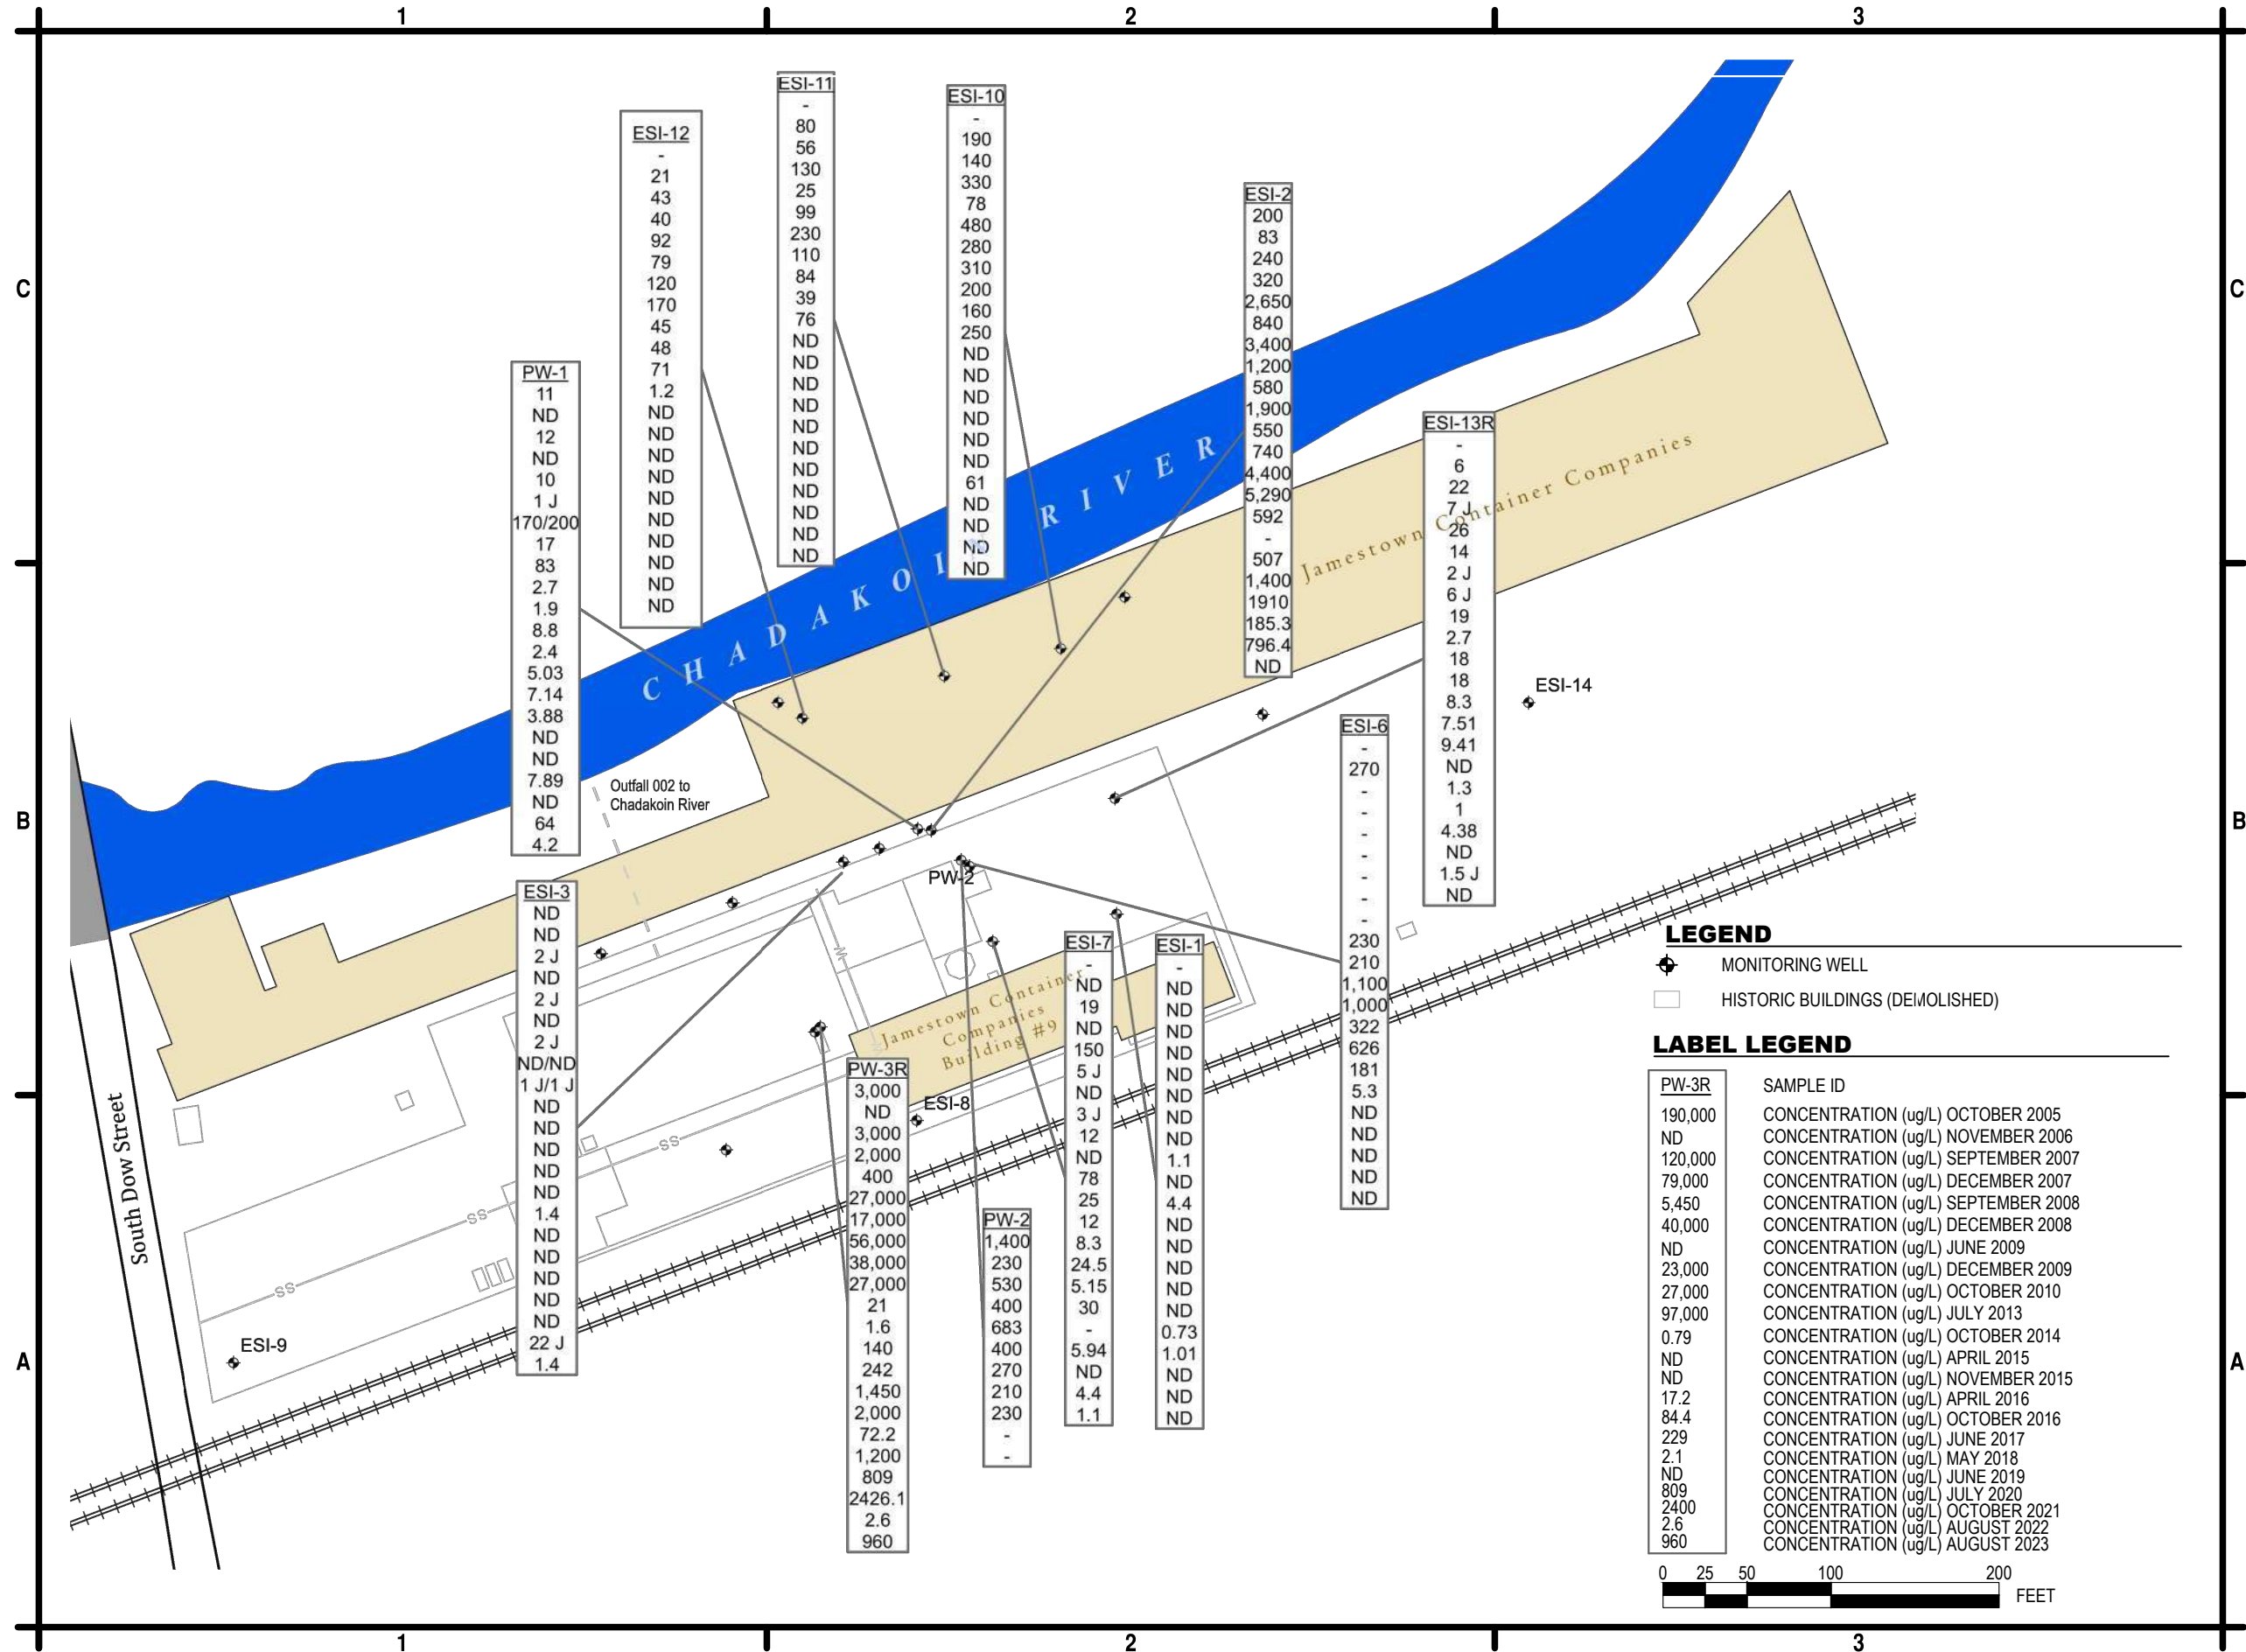 1
2
3
C
C
B
B
A
A
1
2
3
ESI-11
-
80
56
130
25
99
230
110
84
39
76
ND
ND
ND
ND
ND
ND
ND
ND
ND
ND
ND
ESI-10
-
190
140
330
78
480
280
310
200
160
250
ND
ND
ND
ND
ND
ND
61
ND
ND
ND
ND
ESI-12
-
21
43
40
92
79
120
170
45
48
71
1.2
ND
ND
ND
ND
ND
ND
ND
ND
ND
ND
ESI-2
200
83
240
320
2,650
840
3,400
1,200
580
1,900
550
740
4,400
5,290
592
-
507
1,400
1910
185.3
796.4
ND
PW-1
11
ND
12
ND
10
1 J
170/200
17
83
2.7
1.9
8.8
2.4
5.03
7.14
3.88
ND
ND
7.89
ND
64
4.2
ESI-13R
-
6
22
7 J
26
14
2 J
6 J
19
2.7
18
18
8.3
7.51
9.41
ND
1.3
1
4.38
ND
1.5 J
ND
CHADAKOI RIVER
Jamestown Container Companies
ESI-14
ESI-6
-
270
-
-
-
-
-
-
-
230
210
1,100
1,000
322
626
181
5.3
ND
ND
ND
ND
ND
Outfall 002 to
Chadakoin River
PW-2
ESI-3
ND
ND
2 J
ND
2 J
ND
2 J
ND/ND
1 J/1 J
ND
ND
ND
ND
ND
1.4
ND
ND
ND
ND
ND
22 J
1.4
W
W
Jamestown Container
Companies
Building #9
ESI-7
-
ND
19
ND
150
5 J
ND
3 J
12
ND
78
25
12
8.3
24.5
5.15
30
-
5.94
ND
4.4
1.1
ESI-1
-
ND
ND
ND
ND
ND
ND
ND
ND
1.1
ND
4.4
ND
ND
ND
ND
ND
0.73
1.01
ND
ND
ND
PW-3R
3,000
ND
3,000
2,000
400
27,000
17,000
56,000
38,000
27,000
21
1.6
140
242
1,450
2,000
72.2
1,200
809
2426.1
2.6
960
ESI-8
PW-2
1,400
230
530
400
683
400
270
210
230
-
-
SS
SS
SS
South Dow Street
ESI-9
LEGEND
MONITORING WELL
HISTORIC BUILDINGS (DEMOLISHED)
LABEL LEGEND
PW-3R SAMPLE ID
190,000 CONCENTRATION (ug/L) OCTOBER 2005
ND CONCENTRATION (ug/L) NOVEMBER 2006
120,000 CONCENTRATION (ug/L) SEPTEMBER 2007
79,000 CONCENTRATION (ug/L) DECEMBER 2007
5,450 CONCENTRATION (ug/L) SEPTEMBER 2008
40,000 CONCENTRATION (ug/L) DECEMBER 2008
ND CONCENTRATION (ug/L) JUNE 2009
23,000 CONCENTRATION (ug/L) DECEMBER 2009
27,000 CONCENTRATION (ug/L) OCTOBER 2010
97,000 CONCENTRATION (ug/L) JULY 2013
0.79 CONCENTRATION (ug/L) OCTOBER 2014
ND CONCENTRATION (ug/L) APRIL 2015
ND CONCENTRATION (ug/L) NOVEMBER 2015
17.2 CONCENTRATION (ug/L) APRIL 2016
84.4 CONCENTRATION (ug/L) OCTOBER 2016
229 CONCENTRATION (ug/L) JUNE 2017
2.1 CONCENTRATION (ug/L) MAY 2018
ND CONCENTRATION (ug/L) JUNE 2019
809 CONCENTRATION (ug/L) JULY 2020
2400 CONCENTRATION (ug/L) OCTOBER 2021
2.6 CONCENTRATION (ug/L) AUGUST 2022
960 CONCENTRATION (ug/L) AUGUST 2023
0 25 50 100 200
FEET